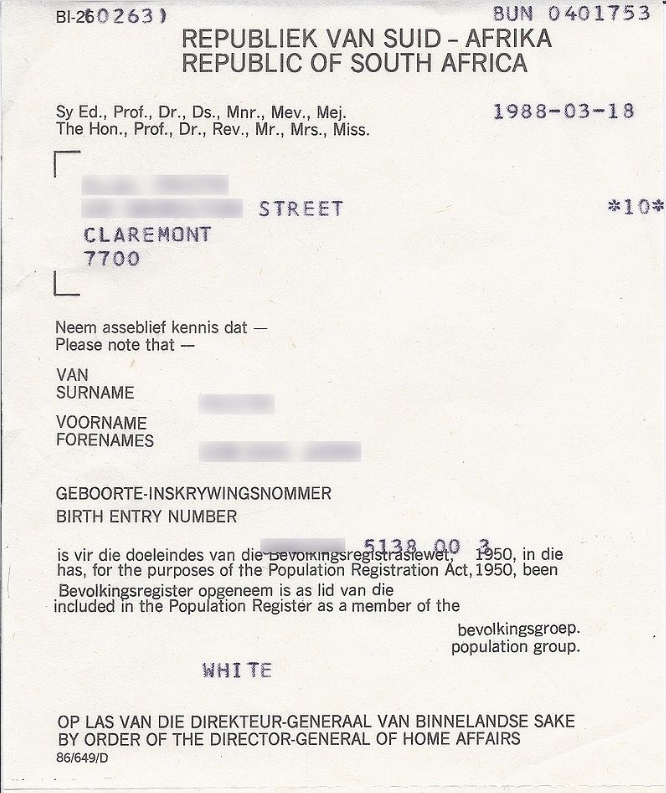 BI-26 60263) BUN 0401753
REPUBLIEK VAN SUID – AFRIKA
REPUBLIC OF SOUTH AFRICA
Sy Ed., Prof., Dr., Ds., Mnr., Mev., Mej. 1988-03-18
The Hon., Prof., Dr., Rev., Mr., Mrs., Miss.
STREET *10*
CLAREMONT
7700
Neem asseblief kennis dat —
Please note that —
VAN
SURNAME
VOORNAME
FORENAMES
GEBOORTE-INSKRYWINGSNOMMER
BIRTH ENTRY NUMBER
5138 00 3
is vir die doeleindes van die Bevolkingsregistrasiewet, 1950, in die
has, for the purposes of the Population Registration Act, 1950, been
Bevolkingsregister opgeneem is as lid van die
included in the Population Register as a member of the
bevolkingsgroep.
population group.
WHITE
OP LAS VAN DIE DIREKTEUR-GENERAAL VAN BINNELANDSE SAKE
BY ORDER OF THE DIRECTOR-GENERAL OF HOME AFFAIRS
86/649/D